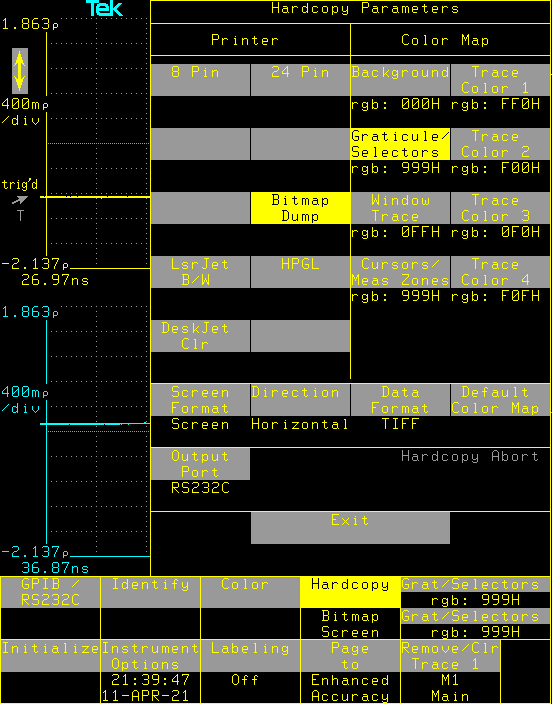 Tek
Hardcopy Parameters
1.863ρ
Printer
Color Map
8 Pin
24 Pin
Background
Trace
Color 1
rgb: 000H
rgb: FF0H
400mρ
/div
Graticule/
Selectors
Trace
Color 2
rgb: 999H
rgb: F00H
trig'd
T
Bitmap
Dump
Window
Trace
Trace
Color 3
rgb: 0FFH
rgb: 0F0H
-2.137ρ
26.97ns
LsrJet
B/W
HPGL
Cursors/
Meas Zones
Trace
Color 4
rgb: 999H
rgb: F0FH
1.863ρ
DeskJet
Clr
400mρ
/div
Screen
Format
Direction
Data
Format
Default
Color Map
Screen
Horizontal
TIFF
Output
Port
Hardcopy Abort
RS232C
Exit
-2.137ρ
36.87ns
GPIB /
RS232C
Identify
Color
Hardcopy
Grat/Selectors
rgb: 999H
Bitmap
Screen
Grat/Selectors
rgb: 999H
Initialize
Instrument
Options
Labeling
Page
to
Remove/Clr
Trace 1
21:39:47
11-APR-21
Off
Enhanced
Accuracy
M1
Main